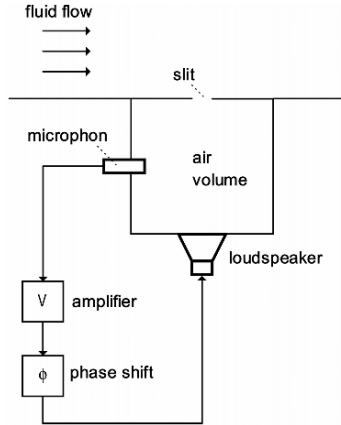 fluid flow
slit
microphon
air
volume
loudspeaker
V
amplifier
ϕ
phase shift